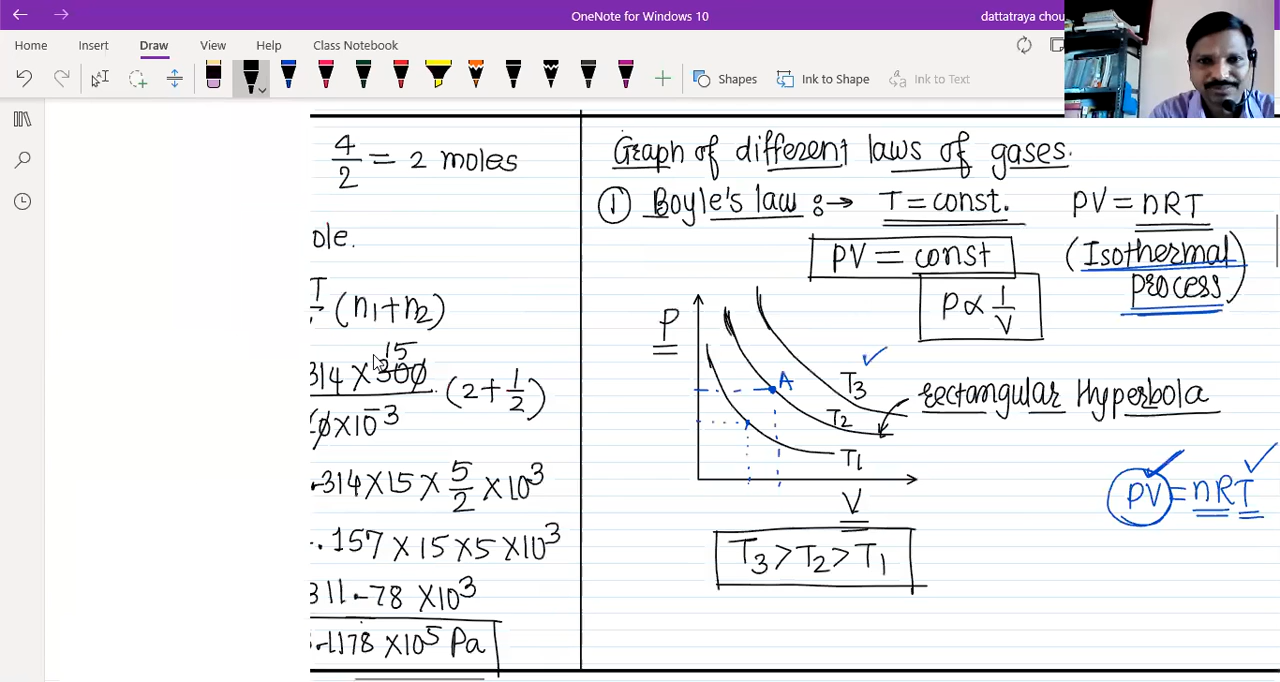 OneNote for Windows 10
dattatraya chou
Home Insert Draw View Help Class Notebook
Shapes Ink to Shape Ink to Text
4/2 = 2 moles
ole.
(n1+n2)
15
314 × 300 (2+1/2)
0×10^-3
.314×15×5/2×10^3
.157×15×5×10^3
311.78×10^3
.1178×10^5 Pa
Graph of different laws of gases.
① Boyle's law :→ T = const. PV = nRT
PV = const (Isothermal process)
P ∝ 1/V
P
A
T3
T2
T1
V
rectangular Hyperbola
PV = nRT
T3 > T2 > T1